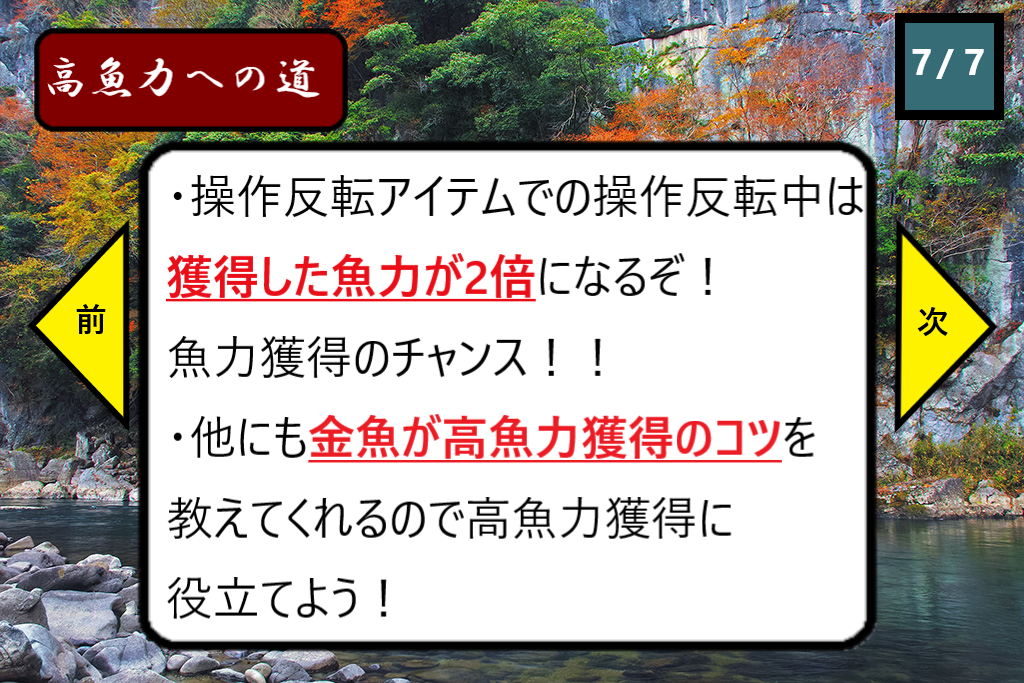 高魚力への道
7/7
・操作反転アイテムでの操作反転中は
獲得した魚力が2倍になるぞ！
魚力獲得のチャンス！！
・他にも金魚が高魚力獲得のコツを
教えてくれるので高魚力獲得に
役立てよう！
前
次